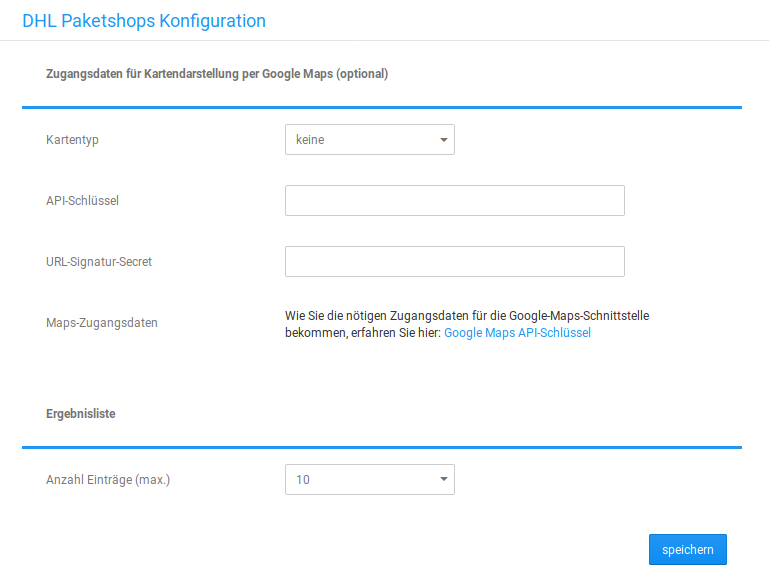 DHL Paketshops Konfiguration
Zugangsdaten für Kartendarstellung per Google Maps (optional)
Kartentyp
keine
API-Schlüssel
URL-Signatur-Secret
Maps-Zugangsdaten
Wie Sie die nötigen Zugangsdaten für die Google-Maps-Schnittstelle
bekommen, erfahren Sie hier: Google Maps API-Schlüssel
Ergebnisliste
Anzahl Einträge (max.)
10
speichern